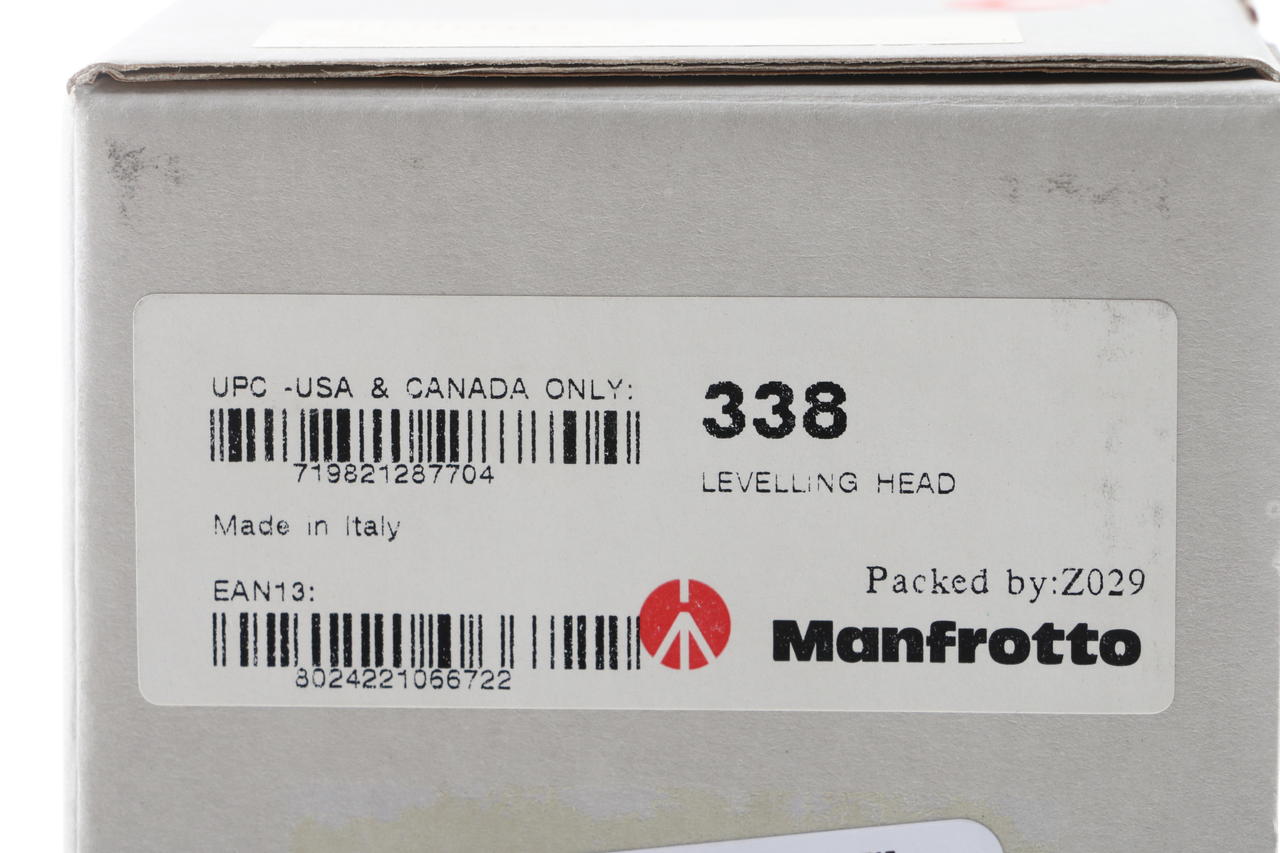 UPC -USA & CANADA ONLY:
719821287704
Made in Italy
EAN13:
8024221066722
338
LEVELLING HEAD
Packed by:Z029
Manfrotto